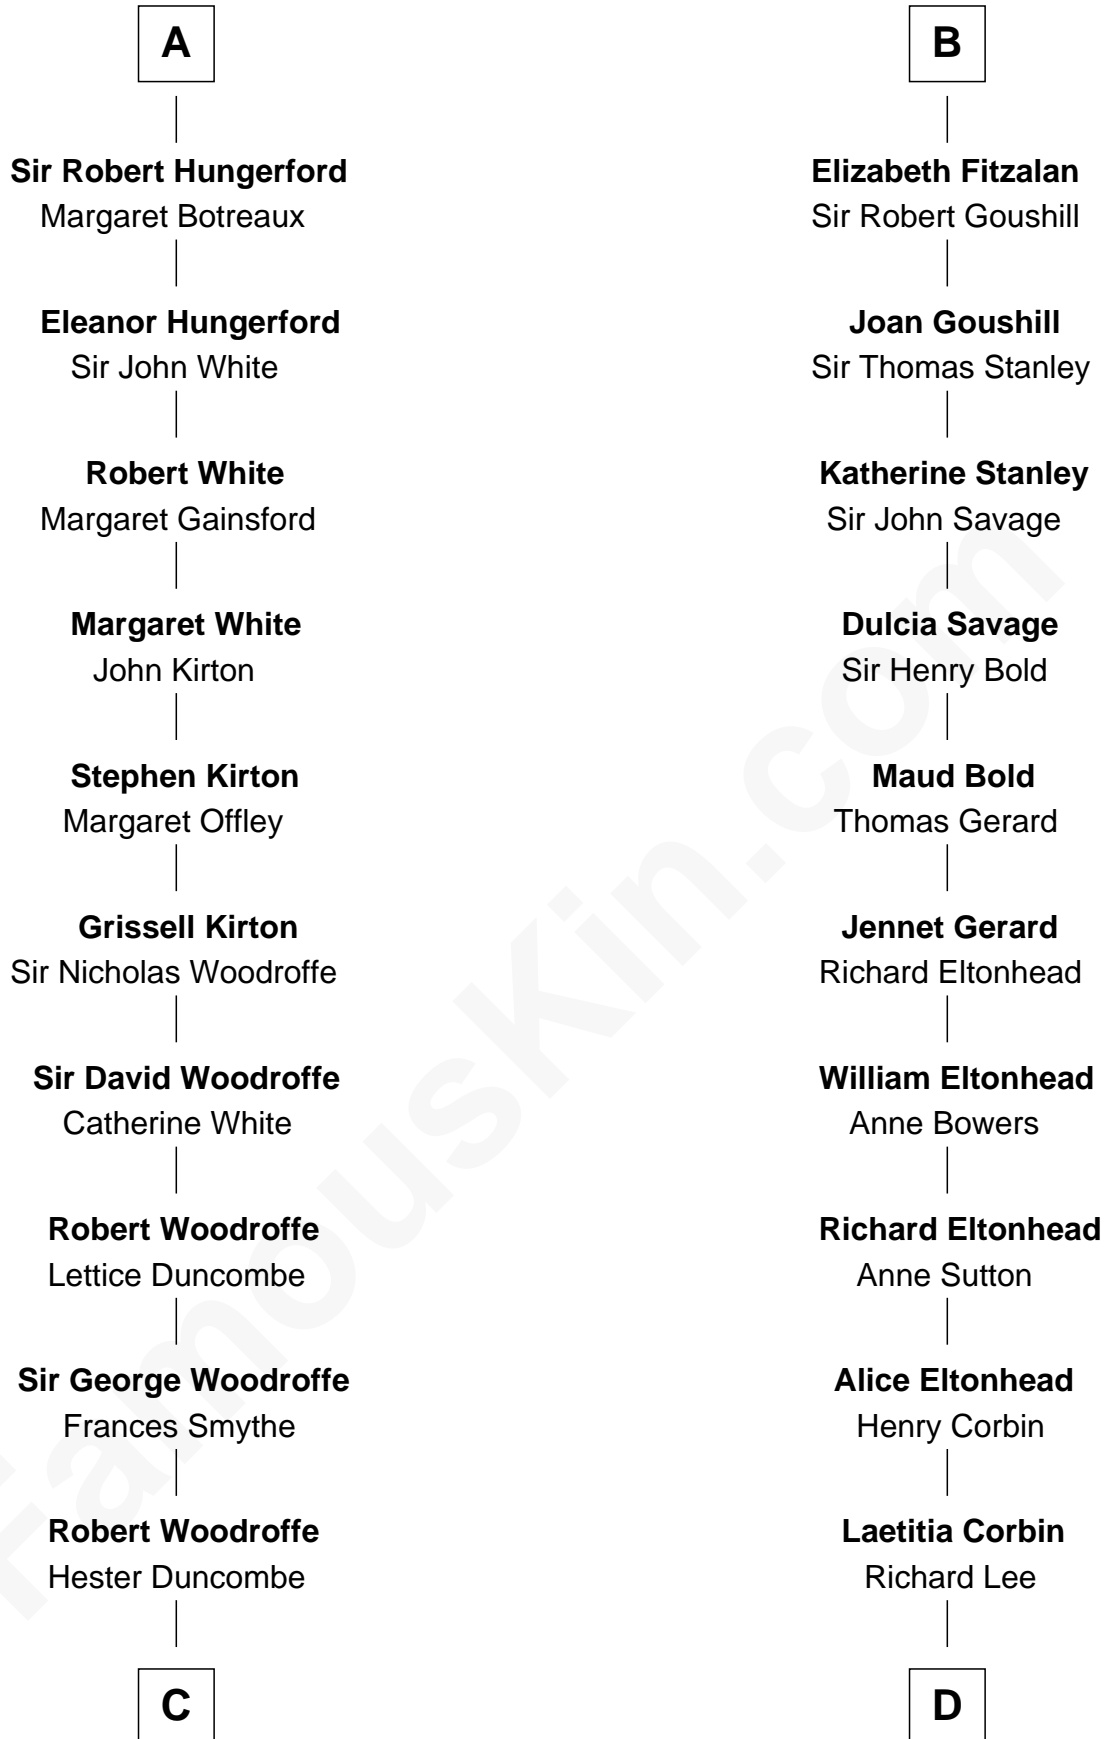 A
Sir Robert Hungerford
Margaret Botreaux
Eleanor Hungerford
Sir John White
Robert White
Margaret Gainsford
Margaret White
John Kirton
Stephen Kirton
Margaret Offley
Grissell Kirton
Sir Nicholas Woodroffe
Sir David Woodroffe
Catherine White
Robert Woodroffe
Lettice Duncombe
Sir George Woodroffe
Frances Smythe
Robert Woodroffe
Hester Duncombe
C
B
Elizabeth Fitzalan
Sir Robert Goushill
Joan Goushill
Sir Thomas Stanley
Katherine Stanley
Sir John Savage
Dulcia Savage
Sir Henry Bold
Maud Bold
Thomas Gerard
Jennet Gerard
Richard Eltonhead
William Eltonhead
Anne Bowers
Richard Eltonhead
Anne Sutton
Alice Eltonhead
Henry Corbin
Laetitia Corbin
Richard Lee
D
FamousKin.com